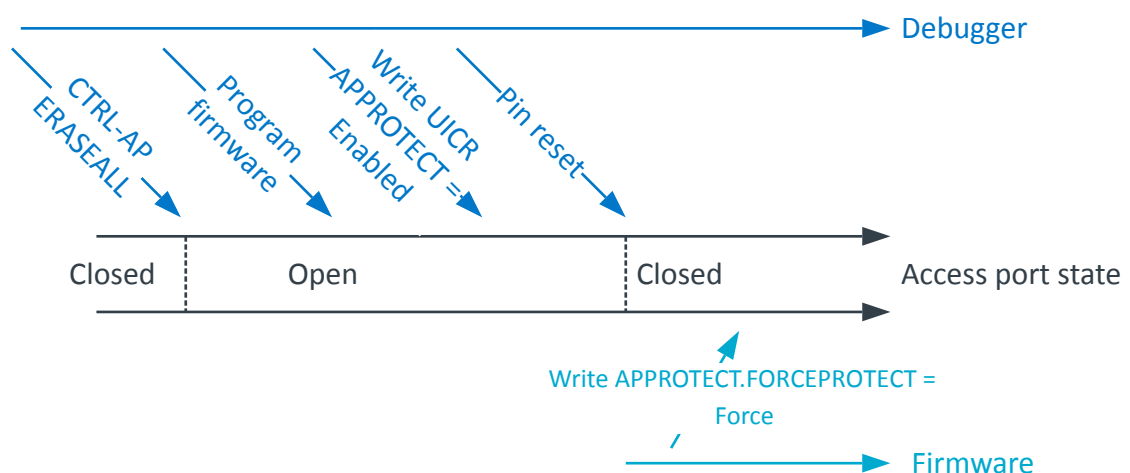 Debugger
CTRL-AP
ERASEALL
Program
firmware
Write UICR
APPROTECT =
Enabled
Pin reset
Closed
Open
Closed
Access port state
Write APPROTECT.FORCEPROTECT =
Force
Firmware